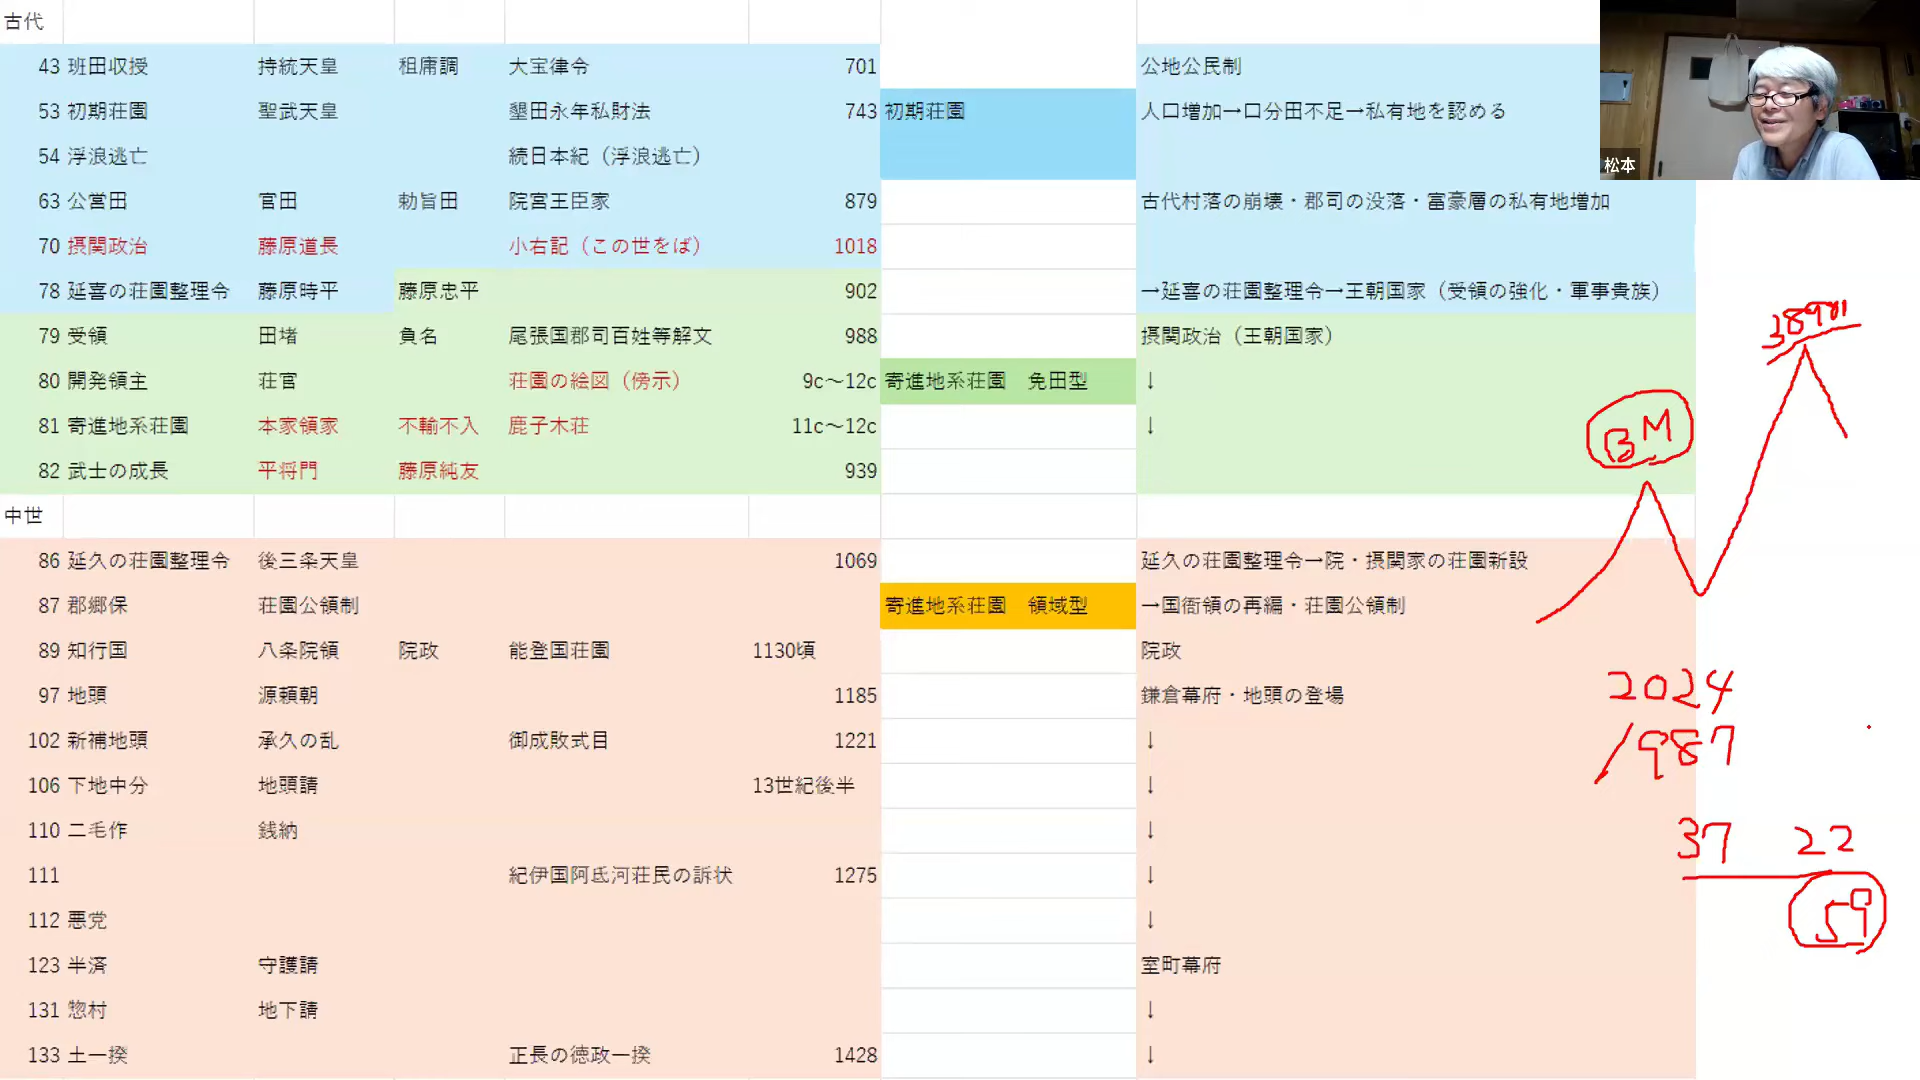 古代
43 班田収授 持統天皇 租庸調 大宝律令 701 公地公民制
53 初期荘園 聖武天皇 墾田永年私財法 743 初期荘園 人口増加→口分田不足→私有地を認める
54 浮浪逃亡 続日本紀（浮浪逃亡）
松本
63 公営田 官田 勅旨田 院宮王臣家 879 古代村落の崩壊・郡司の没落・富豪層の私有地増加
70 摂関政治 藤原道長 小右記（この世をば） 1018
78 延喜の荘園整理令 藤原時平 藤原忠平 902 →延喜の荘園整理令→王朝国家（受領の強化・軍事貴族）
79 受領 田堵 負名 尾張国郡司百姓等解文 988 摂関政治（王朝国家）
80 開発領主 荘官 荘園の絵図（傍示） 9c～12c 寄進地系荘園 免田型 ↓
81 寄進地系荘園 本家領家 不輸不入 鹿子木荘 11c～12c ↓
BM
82 武士の成長 平将門 藤原純友 939
中世
86 延久の荘園整理令 後三条天皇 1069 延久の荘園整理令→院・摂関家の荘園新設
87 郡郷保 荘園公領制 寄進地系荘園 領域型 →国衙領の再編・荘園公領制
89 知行国 八条院領 院政 能登国荘園 1130頃 院政
97 地頭 源頼朝 1185 鎌倉幕府・地頭の登場
2024
102 新補地頭 承久の乱 御成敗式目 1221 ↓
1987
106 下地中分 地頭請 13世紀後半 ↓
110 二毛作 銭納 ↓
37 22
111 紀伊国阿氐河荘民の訴状 1275 ↓
112 悪党 ↓
59
123 半済 守護請 室町幕府
131 惣村 地下請 ↓
133 土一揆 正長の徳政一揆 1428 ↓